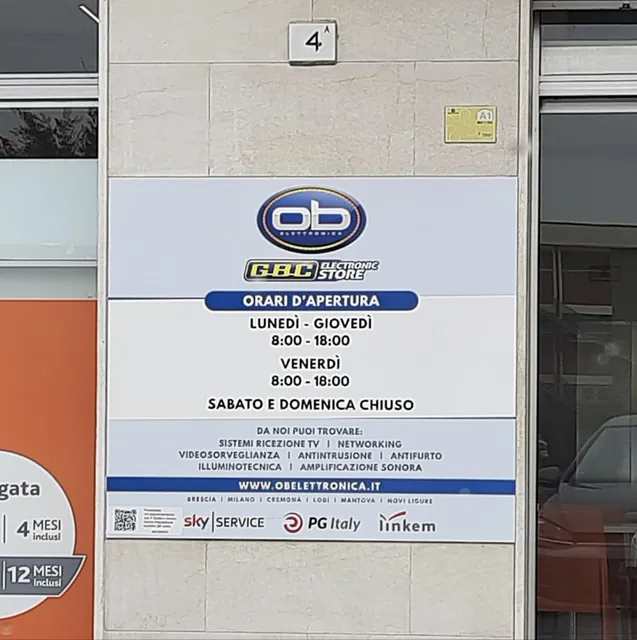 4 A
A1
ob
ELETTRONICA
G.B.C ELECTRONIC
STORE
ORARI D'APERTURA
LUNEDÌ - GIOVEDÌ
8:00 - 18:00
VENERDÌ
8:00 - 18:00
SABATO E DOMENICA CHIUSO
DA NOI PUOI TROVARE:
SISTEMI RICEZIONE TV | NETWORKING
VIDEOSORVEGLIANZA | ANTINTRUSIONE | ANTIFURTO
ILLUMINOTECNICA | AMPLIFICAZIONE SONORA
WWW.OBELETTRONICA.IT
BRESCIA | MILANO | CREMONA | LODI | MANTOVA | NOVI LIGURE
sky | SERVICE PG Italy linkem
gata
4 MESI
inclusi
12 MESI
inclusi